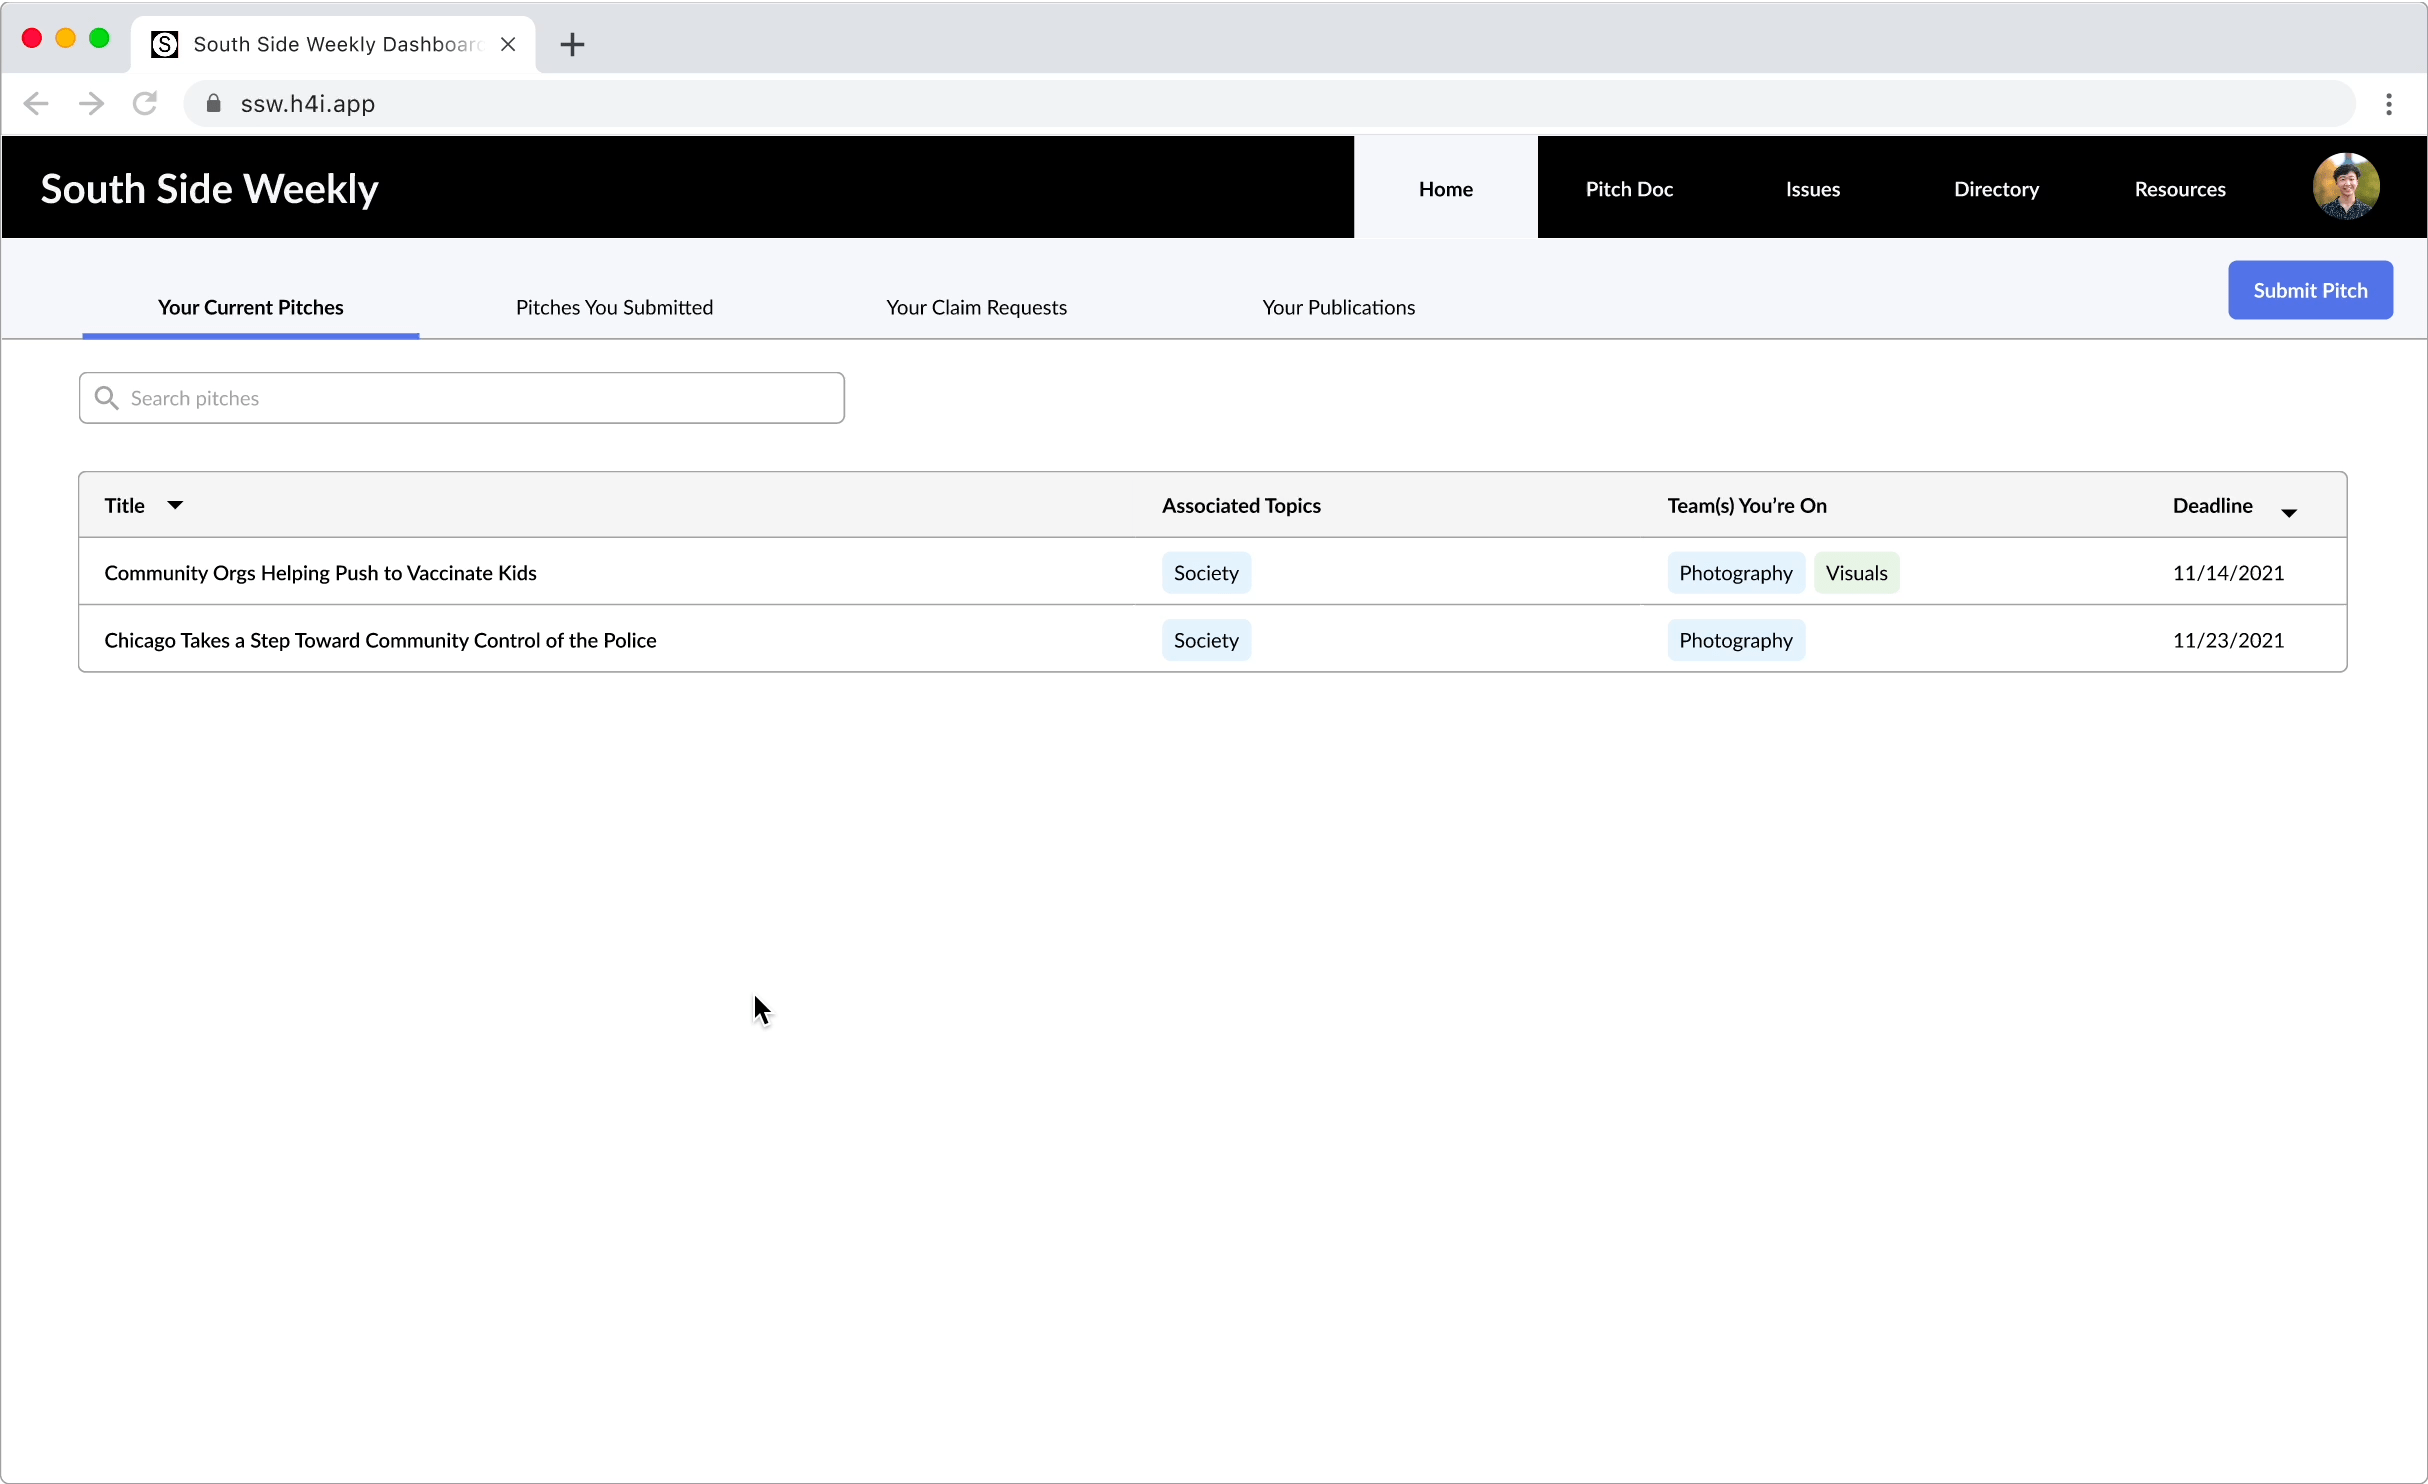 S South Side Weekly Dashboard
ssw.h4i.app
South Side Weekly Home Pitch Doc Issues Directory Resources
Your Current Pitches Pitches You Submitted Your Claim Requests Your Publications Submit Pitch
Search pitches
Title Associated Topics Team(s) You're On Deadline
Community Orgs Helping Push to Vaccinate Kids Society Photography Visuals 11/14/2021
Chicago Takes a Step Toward Community Control of the Police Society Photography 11/23/2021